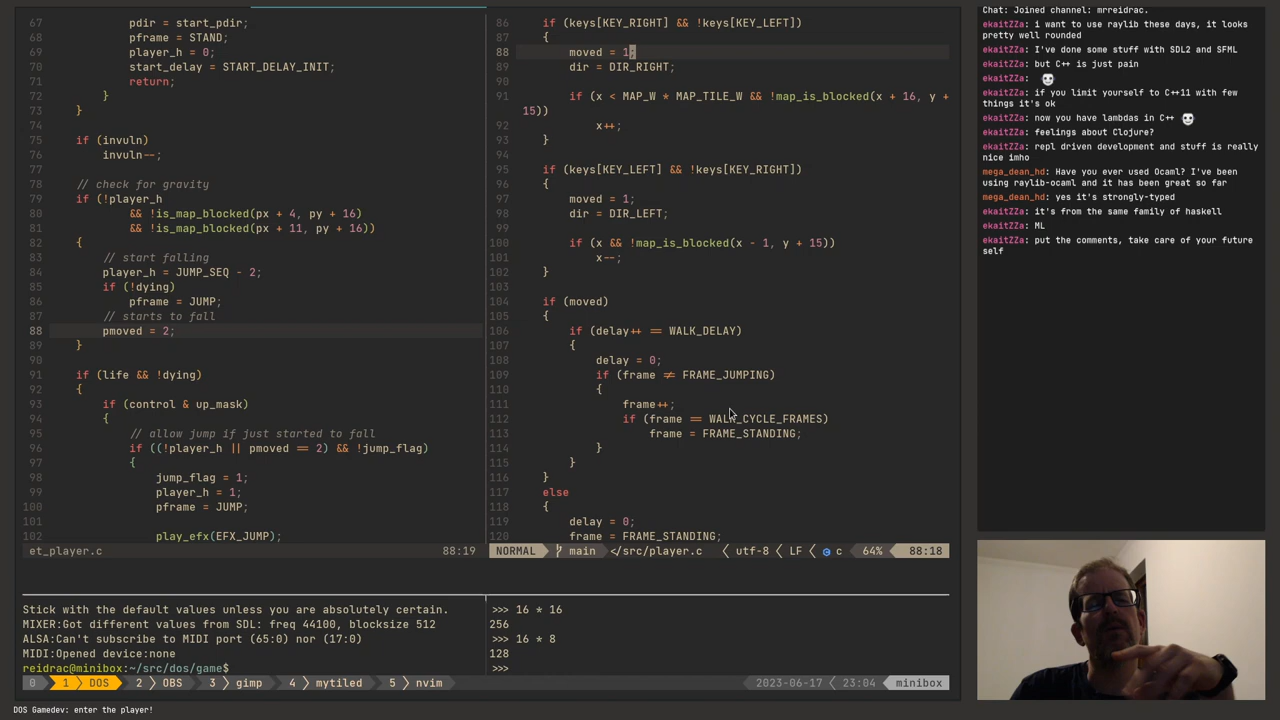 67 pdir = start_pdir;
68 pframe = STAND;
69 player_h = 0;
70 start_delay = START_DELAY_INIT;
71 return;
72 }
73 }
74
75 if (invuln)
76 invuln--;
77
78 // check for gravity
79 if (!player_h
80 && !is_map_blocked(px + 4, py + 16)
81 && !is_map_blocked(px + 11, py + 16))
82 {
83 // start falling
84 player_h = JUMP_SEQ - 2;
85 if (!dying)
86 pframe = JUMP;
87 // starts to fall
88 pmoved = 2;
89 }
90
91 if (life && !dying)
92 {
93 if (control & up_mask)
94 {
95 // allow jump if just started to fall
96 if ((!player_h || pmoved == 2) && !jump_flag)
97 {
98 jump_flag = 1;
99 player_h = 1;
100 pframe = JUMP;
101
102 play_efx(EFX_JUMP);
et_player.c 88:19
86 if (keys[KEY_RIGHT] && !keys[KEY_LEFT])
87 {
88 moved = 1;
89 dir = DIR_RIGHT;
90
91 if (x < MAP_W * MAP_TILE_W && !map_is_blocked(x + 16, y +
15))
92 x++;
93 }
94
95 if (keys[KEY_LEFT] && !keys[KEY_RIGHT])
96 {
97 moved = 1;
98 dir = DIR_LEFT;
99
100 if (x && !map_is_blocked(x - 1, y + 15))
101 x--;
102 }
103
104 if (moved)
105 {
106 if (delay++ == WALK_DELAY)
107 {
108 delay = 0;
109 if (frame ≠ FRAME_JUMPING)
110 {
111 frame++;
112 if (frame == WALK_CYCLE_FRAMES)
113 frame = FRAME_STANDING;
114 }
115 }
116 }
117 else
118 {
119 delay = 0;
120 frame = FRAME_STANDING;
NORMAL main </src/player.c utf-8 LF c 64% 88:18
Stick with the default values unless you are absolutely certain.
MIXER:Got different values from SDL: freq 44100, blocksize 512
ALSA:Can't subscribe to MIDI port (65:0) nor (17:0)
MIDI:Opened device:none
reidrac@minibox:~/src/dos/game$
>>> 16 * 16
256
>>> 16 * 8
128
>>>
0 1 DOS 2 OBS 3 gimp 4 mytiled 5 nvim 2023-06-17 23:04 minibox
DOS Gamedev: enter the player!
Chat: Joined channel: mrreidrac.
ekaitZZa: i want to use raylib these days, it looks
pretty well rounded
ekaitZZa: I've done some stuff with SDL2 and SFML
ekaitZZa: but C++ is just pain
ekaitZZa:
ekaitZZa: if you limit yourself to C++11 with few
things it's ok
ekaitZZa: now you have lambdas in C++
ekaitZZa: feelings about Clojure?
ekaitZZa: repl driven development and stuff is really
nice imho
mega_dean_hd: Have you ever used Ocaml? I've been
using raylib-ocaml and it has been great so far
mega_dean_hd: yes it's strongly-typed
ekaitZZa: it's from the same family of haskell
ekaitZZa: ML
ekaitZZa: put the comments, take care of your future
self